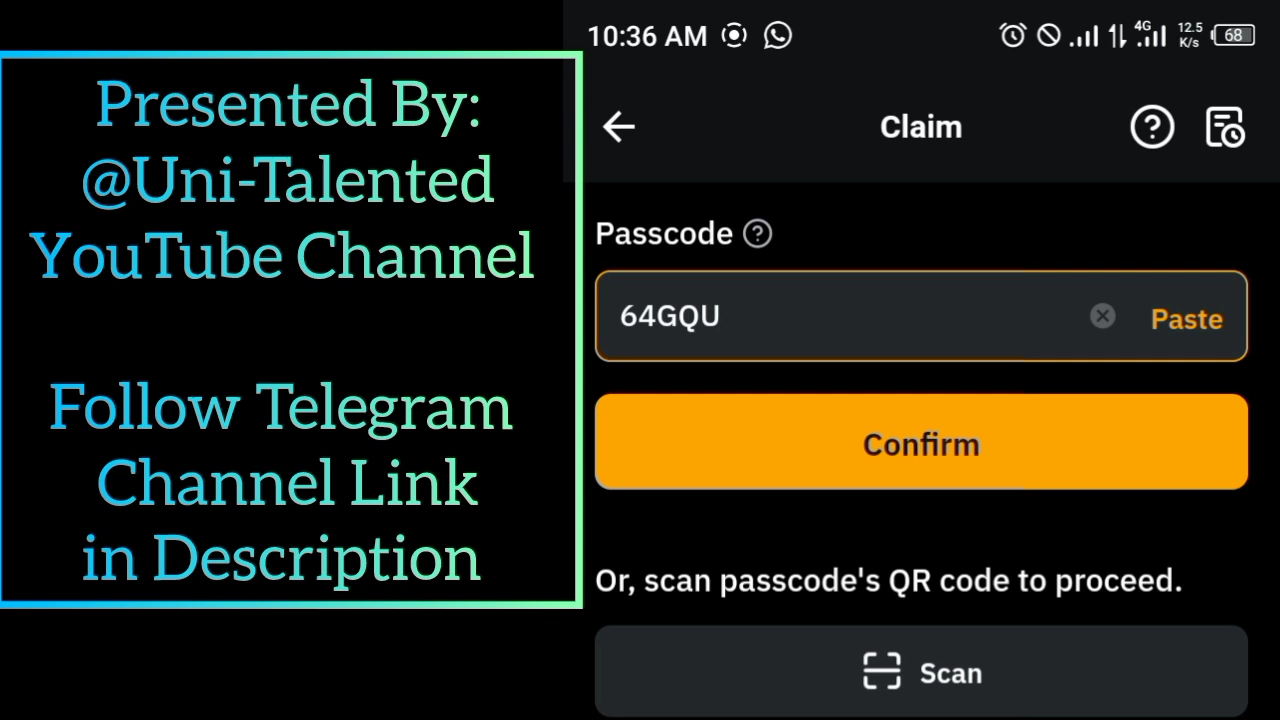 Presented By:
@Uni-Talented
YouTube Channel
Follow Telegram
Channel Link
in Description
10:36 AM
4G
12.5
K/s
68
Claim
Passcode
64GQU
Paste
Confirm
Or, scan passcode's QR code to proceed.
Scan